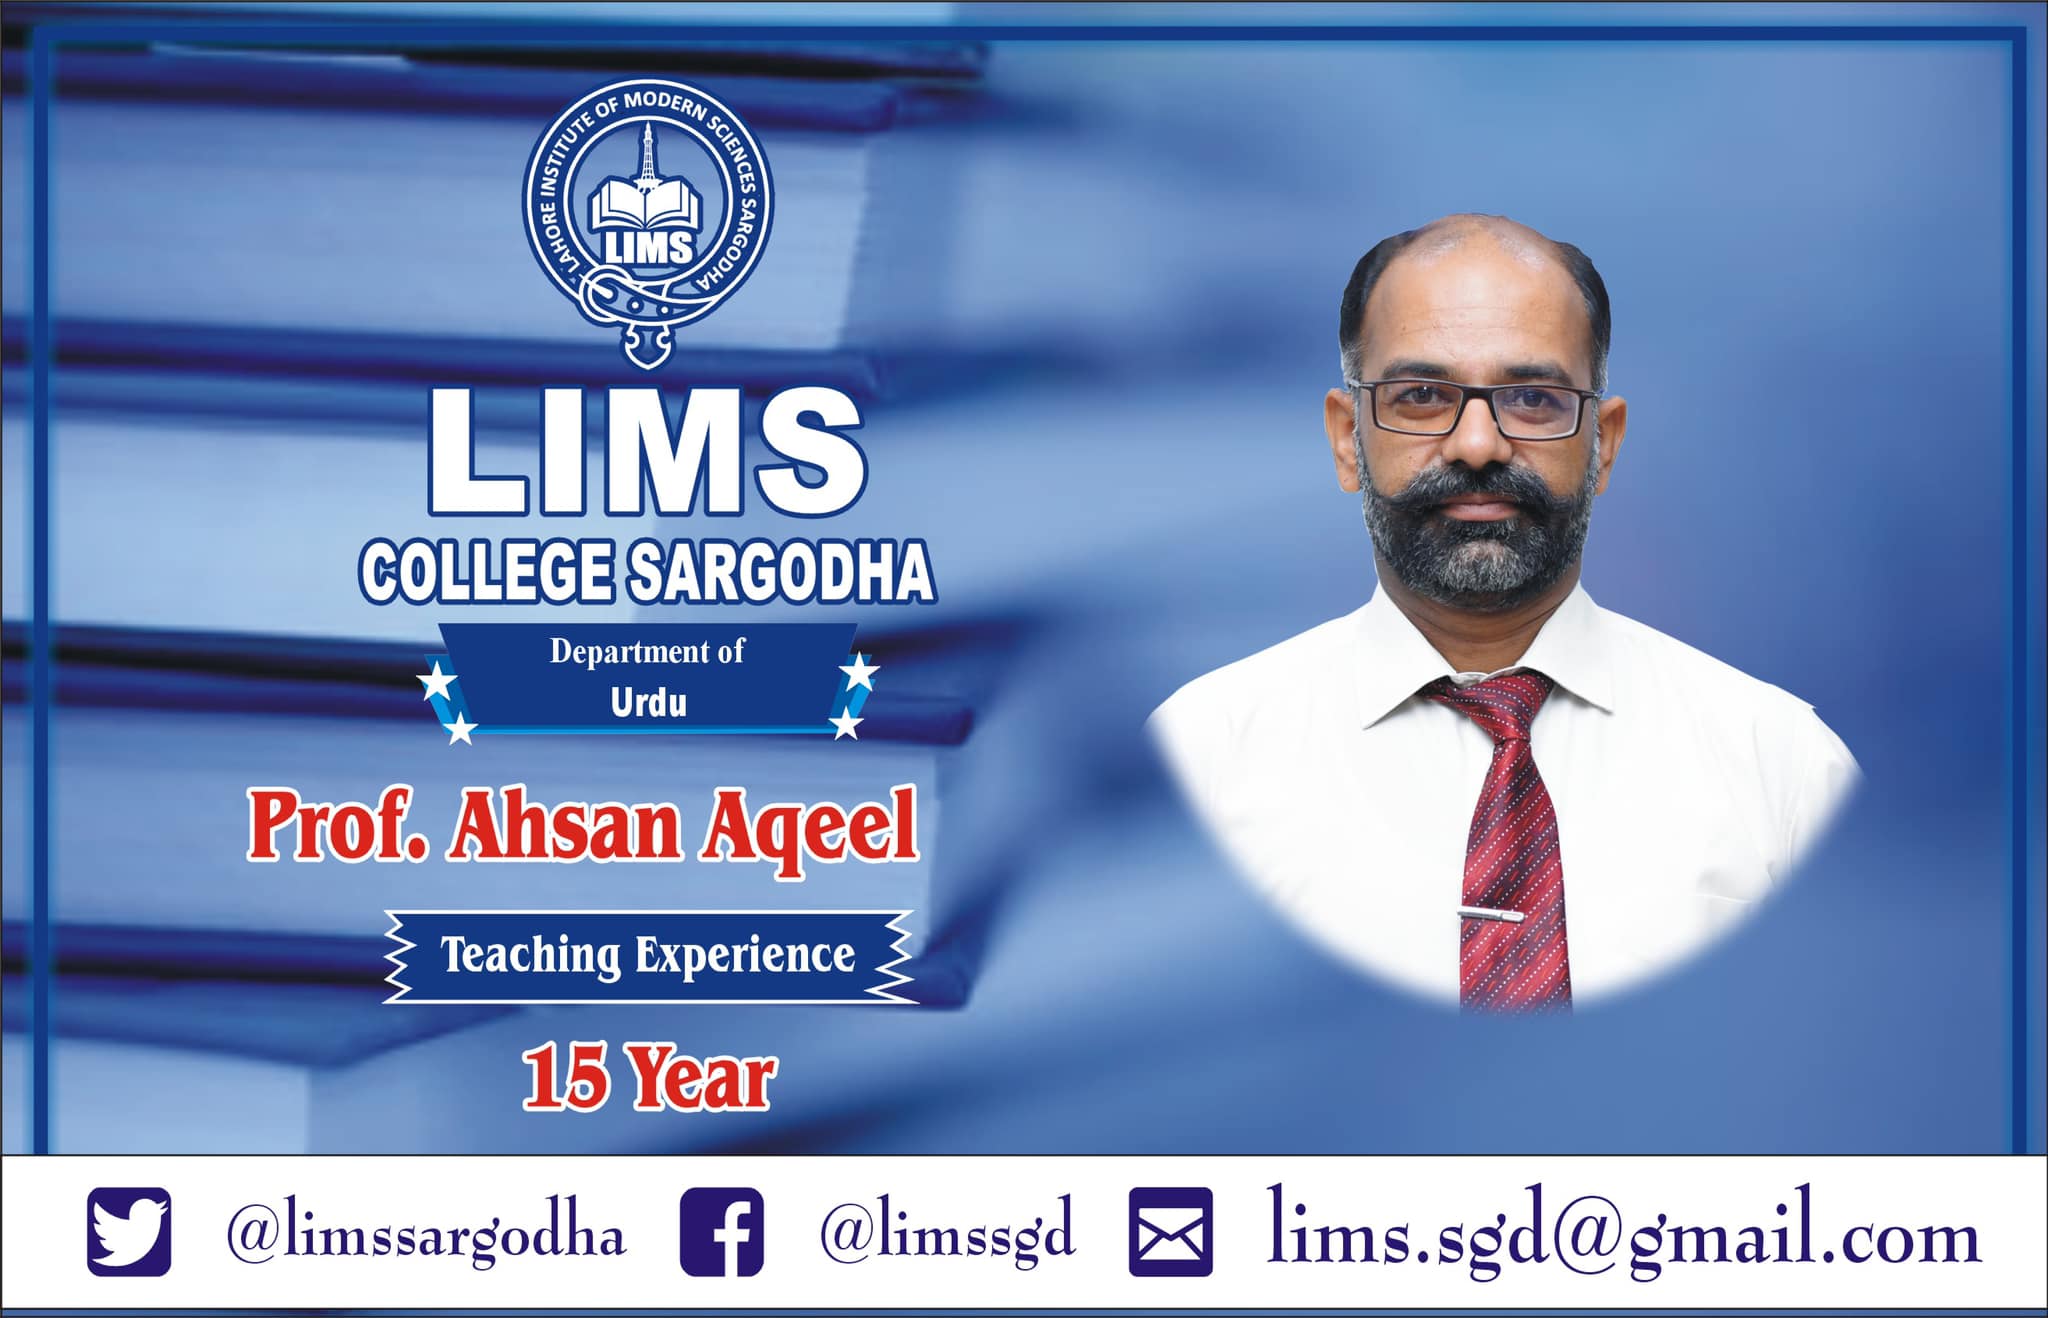 LAHORE INSTITUTE OF MODERN SCIENCES SARGODHA
LIMS
LIMS
COLLEGE SARGODHA
Department of
Urdu
Prof. Ahsan Aqeel
Teaching Experience
15 Year
@limssargodha @limssgd lims.sgd@gmail.com